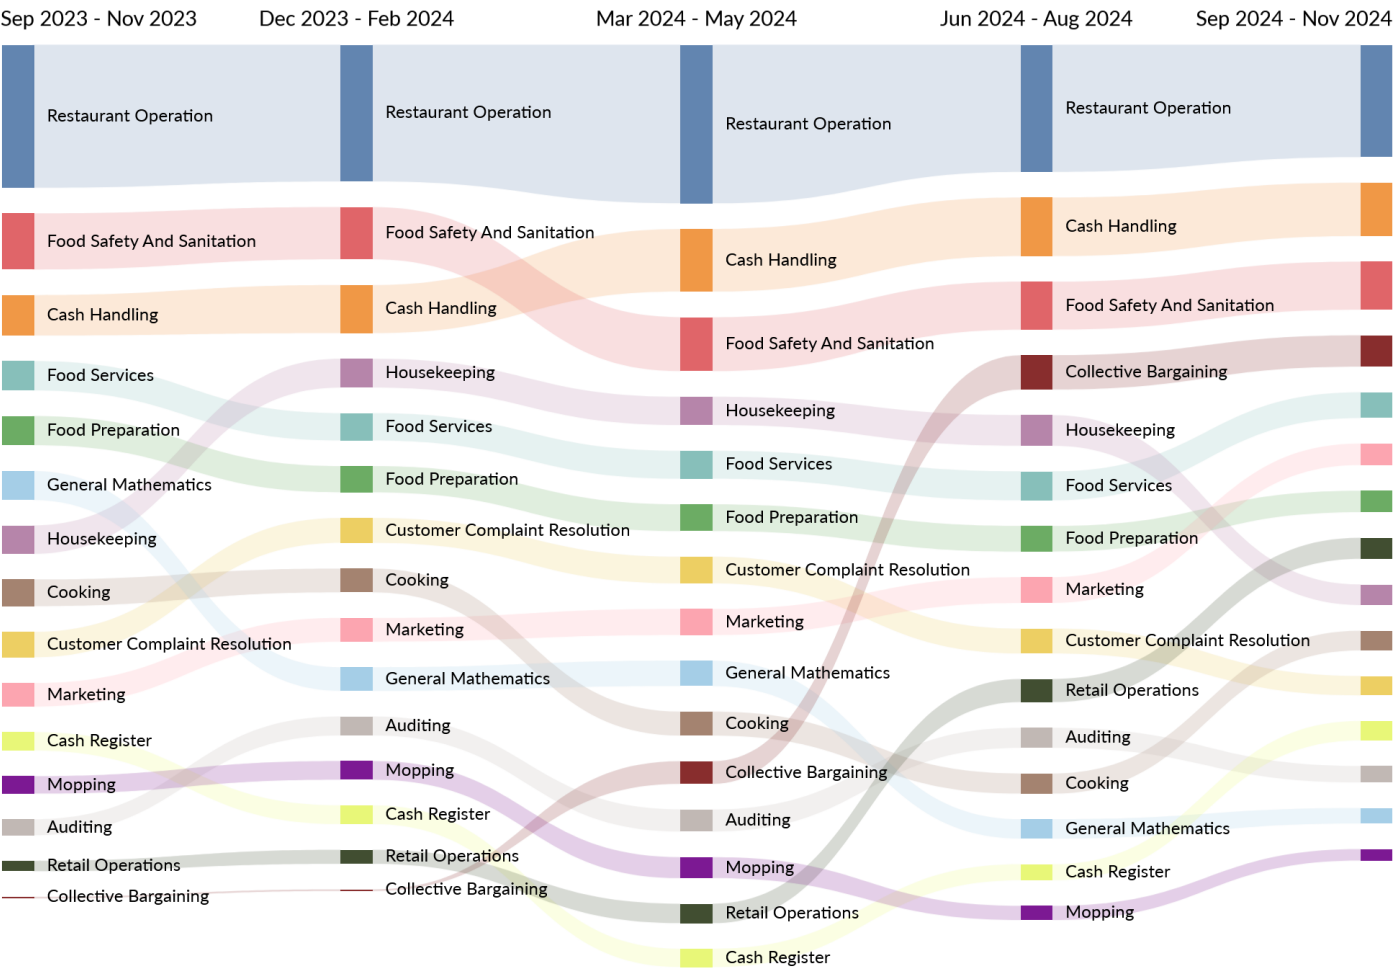 Sep 2023 - Nov 2023
Dec 2023 - Feb 2024
Mar 2024 - May 2024
Jun 2024 - Aug 2024
Sep 2024 - Nov 2024
Restaurant Operation
Food Safety And Sanitation
Cash Handling
Food Services
Food Preparation
General Mathematics
Housekeeping
Cooking
Customer Complaint Resolution
Marketing
Cash Register
Mopping
Auditing
Retail Operations
Collective Bargaining
Restaurant Operation
Food Safety And Sanitation
Cash Handling
Housekeeping
Food Services
Food Preparation
Customer Complaint Resolution
Cooking
Marketing
General Mathematics
Auditing
Mopping
Cash Register
Retail Operations
Collective Bargaining
Restaurant Operation
Cash Handling
Food Safety And Sanitation
Housekeeping
Food Services
Food Preparation
Customer Complaint Resolution
Marketing
General Mathematics
Cooking
Collective Bargaining
Auditing
Mopping
Retail Operations
Cash Register
Restaurant Operation
Cash Handling
Food Safety And Sanitation
Collective Bargaining
Housekeeping
Food Services
Food Preparation
Marketing
Customer Complaint Resolution
Retail Operations
Auditing
Cooking
General Mathematics
Cash Register
Mopping